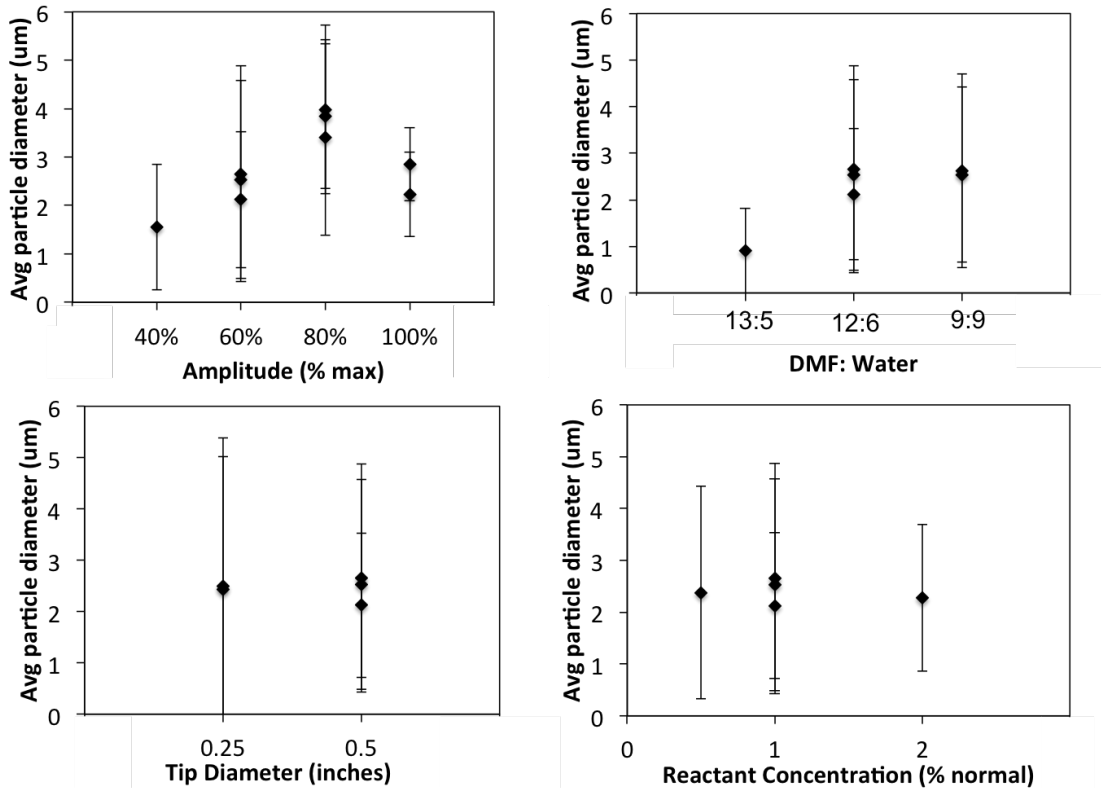 Avg particle diameter (um)
6
5
4
3
2
1
0
40% 60% 80% 100%
Amplitude (% max)
Avg particle diameter (um)
6
5
4
3
2
1
0
13:5 12:6 9:9
DMF: Water
Avg particle diameter (um)
6
5
4
3
2
1
0
0.25 0.5
Tip Diameter (inches)
Avg particle diameter (um)
6
5
4
3
2
1
0
0 1 2
Reactant Concentration (% normal)